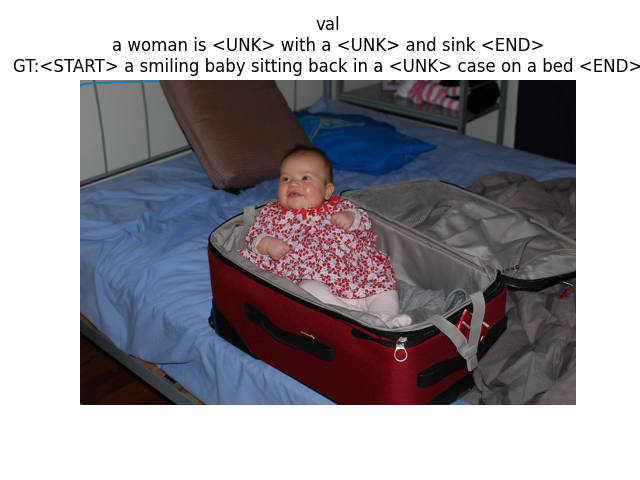 val
a woman is <UNK> with a <UNK> and sink <END>
GT:<START> a smiling baby sitting back in a <UNK> case on a bed <END>